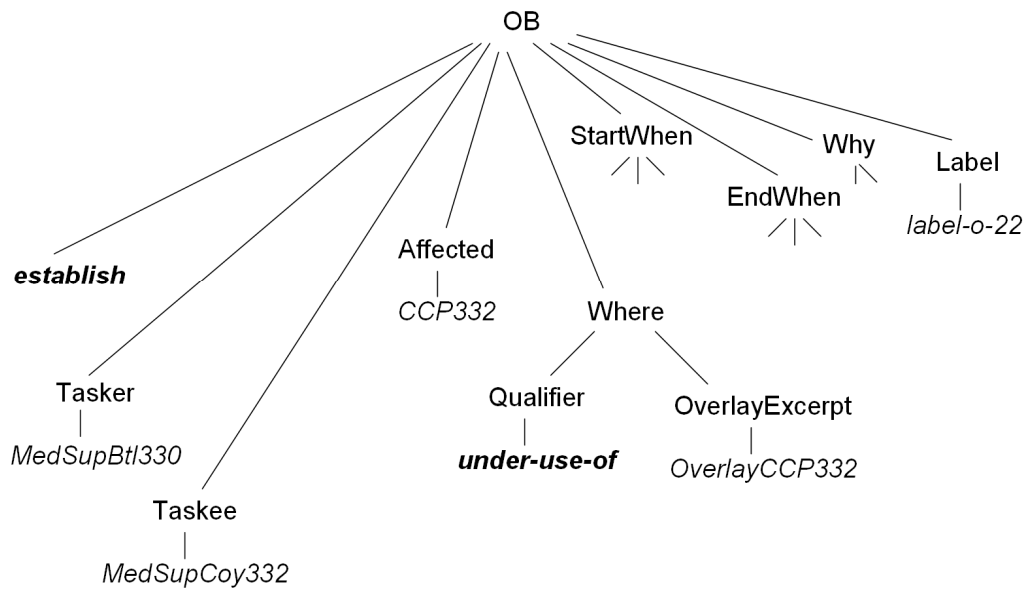 OB
StartWhen
Why
Label
EndWhen
label-o-22
Affected
establish
CCP332
Where
Tasker
Qualifier
OverlayExcerpt
MedSupBtl330
under-use-of
OverlayCCP332
Taskee
MedSupCoy332